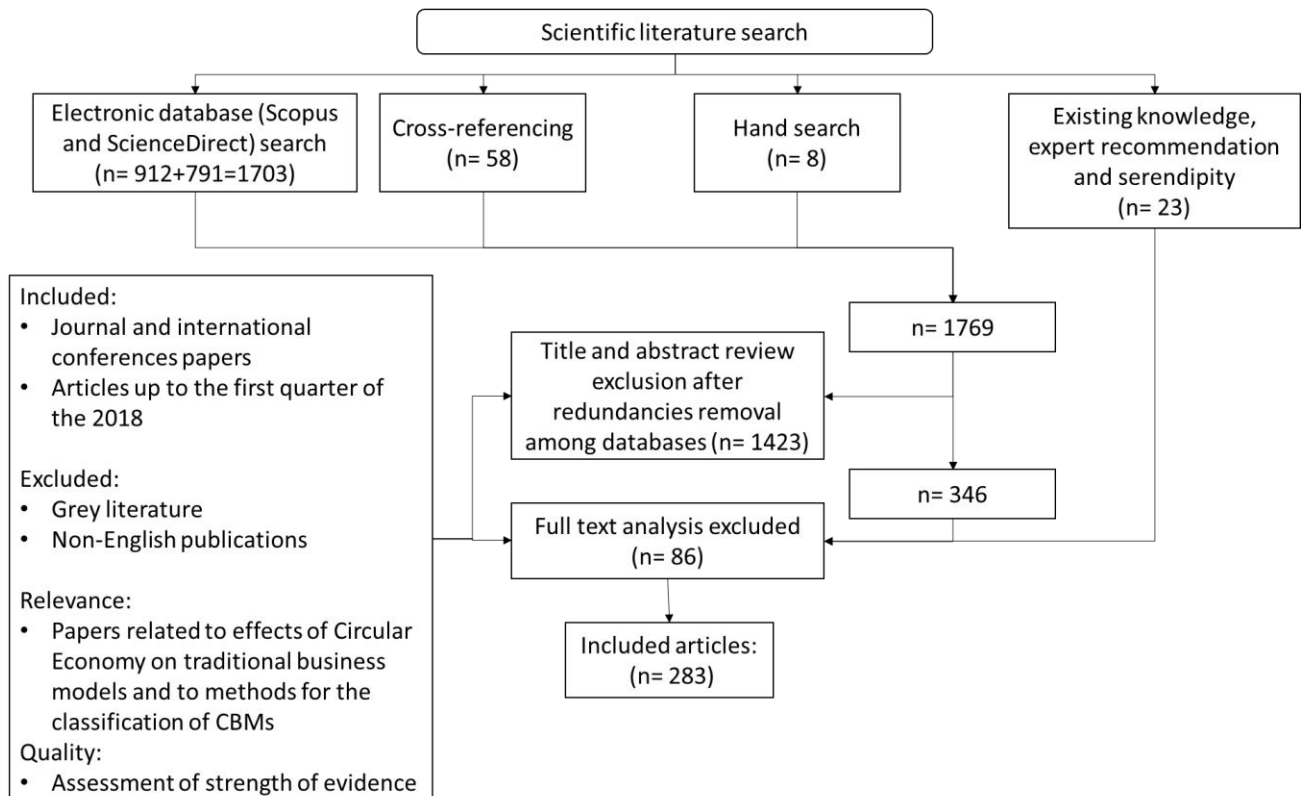 Scientific literature search
Electronic database (Scopus
and ScienceDirect) search
(n= 912+791=1703)
Cross-referencing
(n= 58)
Hand search
(n= 8)
Existing knowledge,
expert recommendation
and serendipity
(n= 23)
Included:
• Journal and international
conferences papers
• Articles up to the first quarter of
the 2018
Excluded:
• Grey literature
• Non-English publications
Relevance:
• Papers related to effects of Circular
Economy on traditional business
models and to methods for the
classification of CBMs
Quality:
• Assessment of strength of evidence
n= 1769
Title and abstract review
exclusion after
redundancies removal
among databases (n= 1423)
n= 346
Full text analysis excluded
(n= 86)
Included articles:
(n= 283)